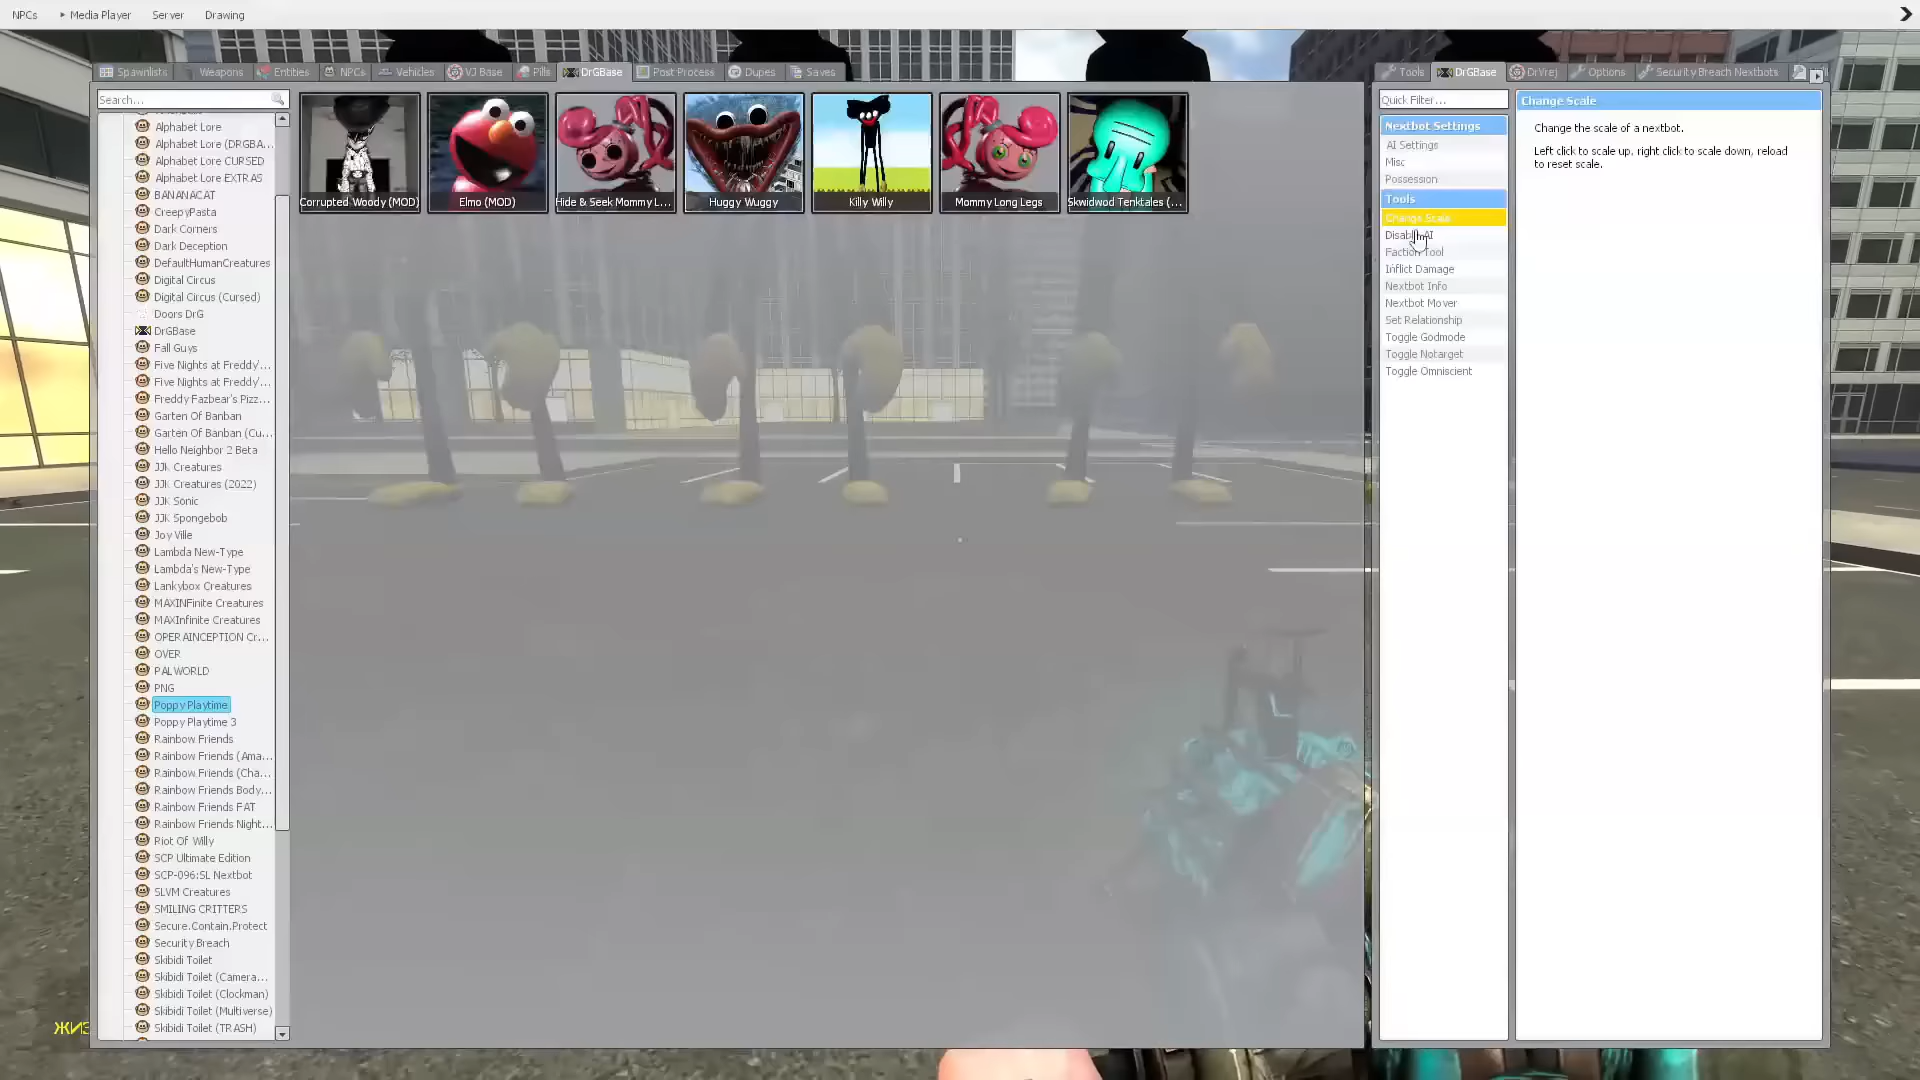 NPCs
Media Player
Server
Drawing
Spawnlists
Weapons
Entities
NPCs
Vehicles
VJ Base
Pills
DrGBase
Post Process
Dupes
Saves
Tools
DrGBase
DrVrej
Options
Security Breach Nextbots
Search...
Alphabet Lore
Alphabet Lore (DRGBA...
Alphabet Lore CURSED
Alphabet Lore EXTRAS
BANANACAT
CreepyPasta
Dark Corners
Dark Deception
DefaultHumanCreatures
Digital Circus
Digital Circus (Cursed)
Doors DrG
DrGBase
Fall Guys
Five Nights at Freddy'...
Five Nights at Freddy'...
Freddy Fazbear's Pizz...
Garten Of Banban
Garten Of Banban (Cu...
Hello Neighbor 2 Beta
JJK Creatures
JJK Creatures (2022)
JJK Sonic
JJK Spongebob
Joy Ville
Lambda New-Type
Lambda's New-Type
Lankybox Creatures
MAXINFinite Creatures
MAXInfinite Creatures
OPERAINCEPTION Cr...
OVER
PALWORLD
PNG
Poppy Playtime
Poppy Playtime 3
Rainbow Friends
Rainbow Friends (Ama...
Rainbow Friends (Cha...
Rainbow Friends Body...
Rainbow Friends FAT
Rainbow Friends Night...
Riot Of Willy
SCP Ultimate Edition
SCP-096:SL Nextbot
SLVM Creatures
SMILING CRITTERS
Secure.Contain.Protect
Security Breach
Skibidi Toilet
Skibidi Toilet (Camera...
Skibidi Toilet (Clockman)
Skibidi Toilet (Multiverse)
Skibidi Toilet (TRASH)
Corrupted Woody (MOD)
Elmo (MOD)
Hide & Seek Mommy L...
Huggy Wuggy
Killy Willy
Mommy Long Legs
Skwidwod Tenktales (...
Quick Filter...
Nextbot Settings
AI Settings
Misc
Possession
Tools
Change Scale
Disable AI
Faction Tool
Inflict Damage
Nextbot Info
Nextbot Mover
Set Relationship
Toggle Godmode
Toggle Notarget
Toggle Omniscient
Change Scale
Change the scale of a nextbot.
Left click to scale up, right click to scale down, reload
to reset scale.